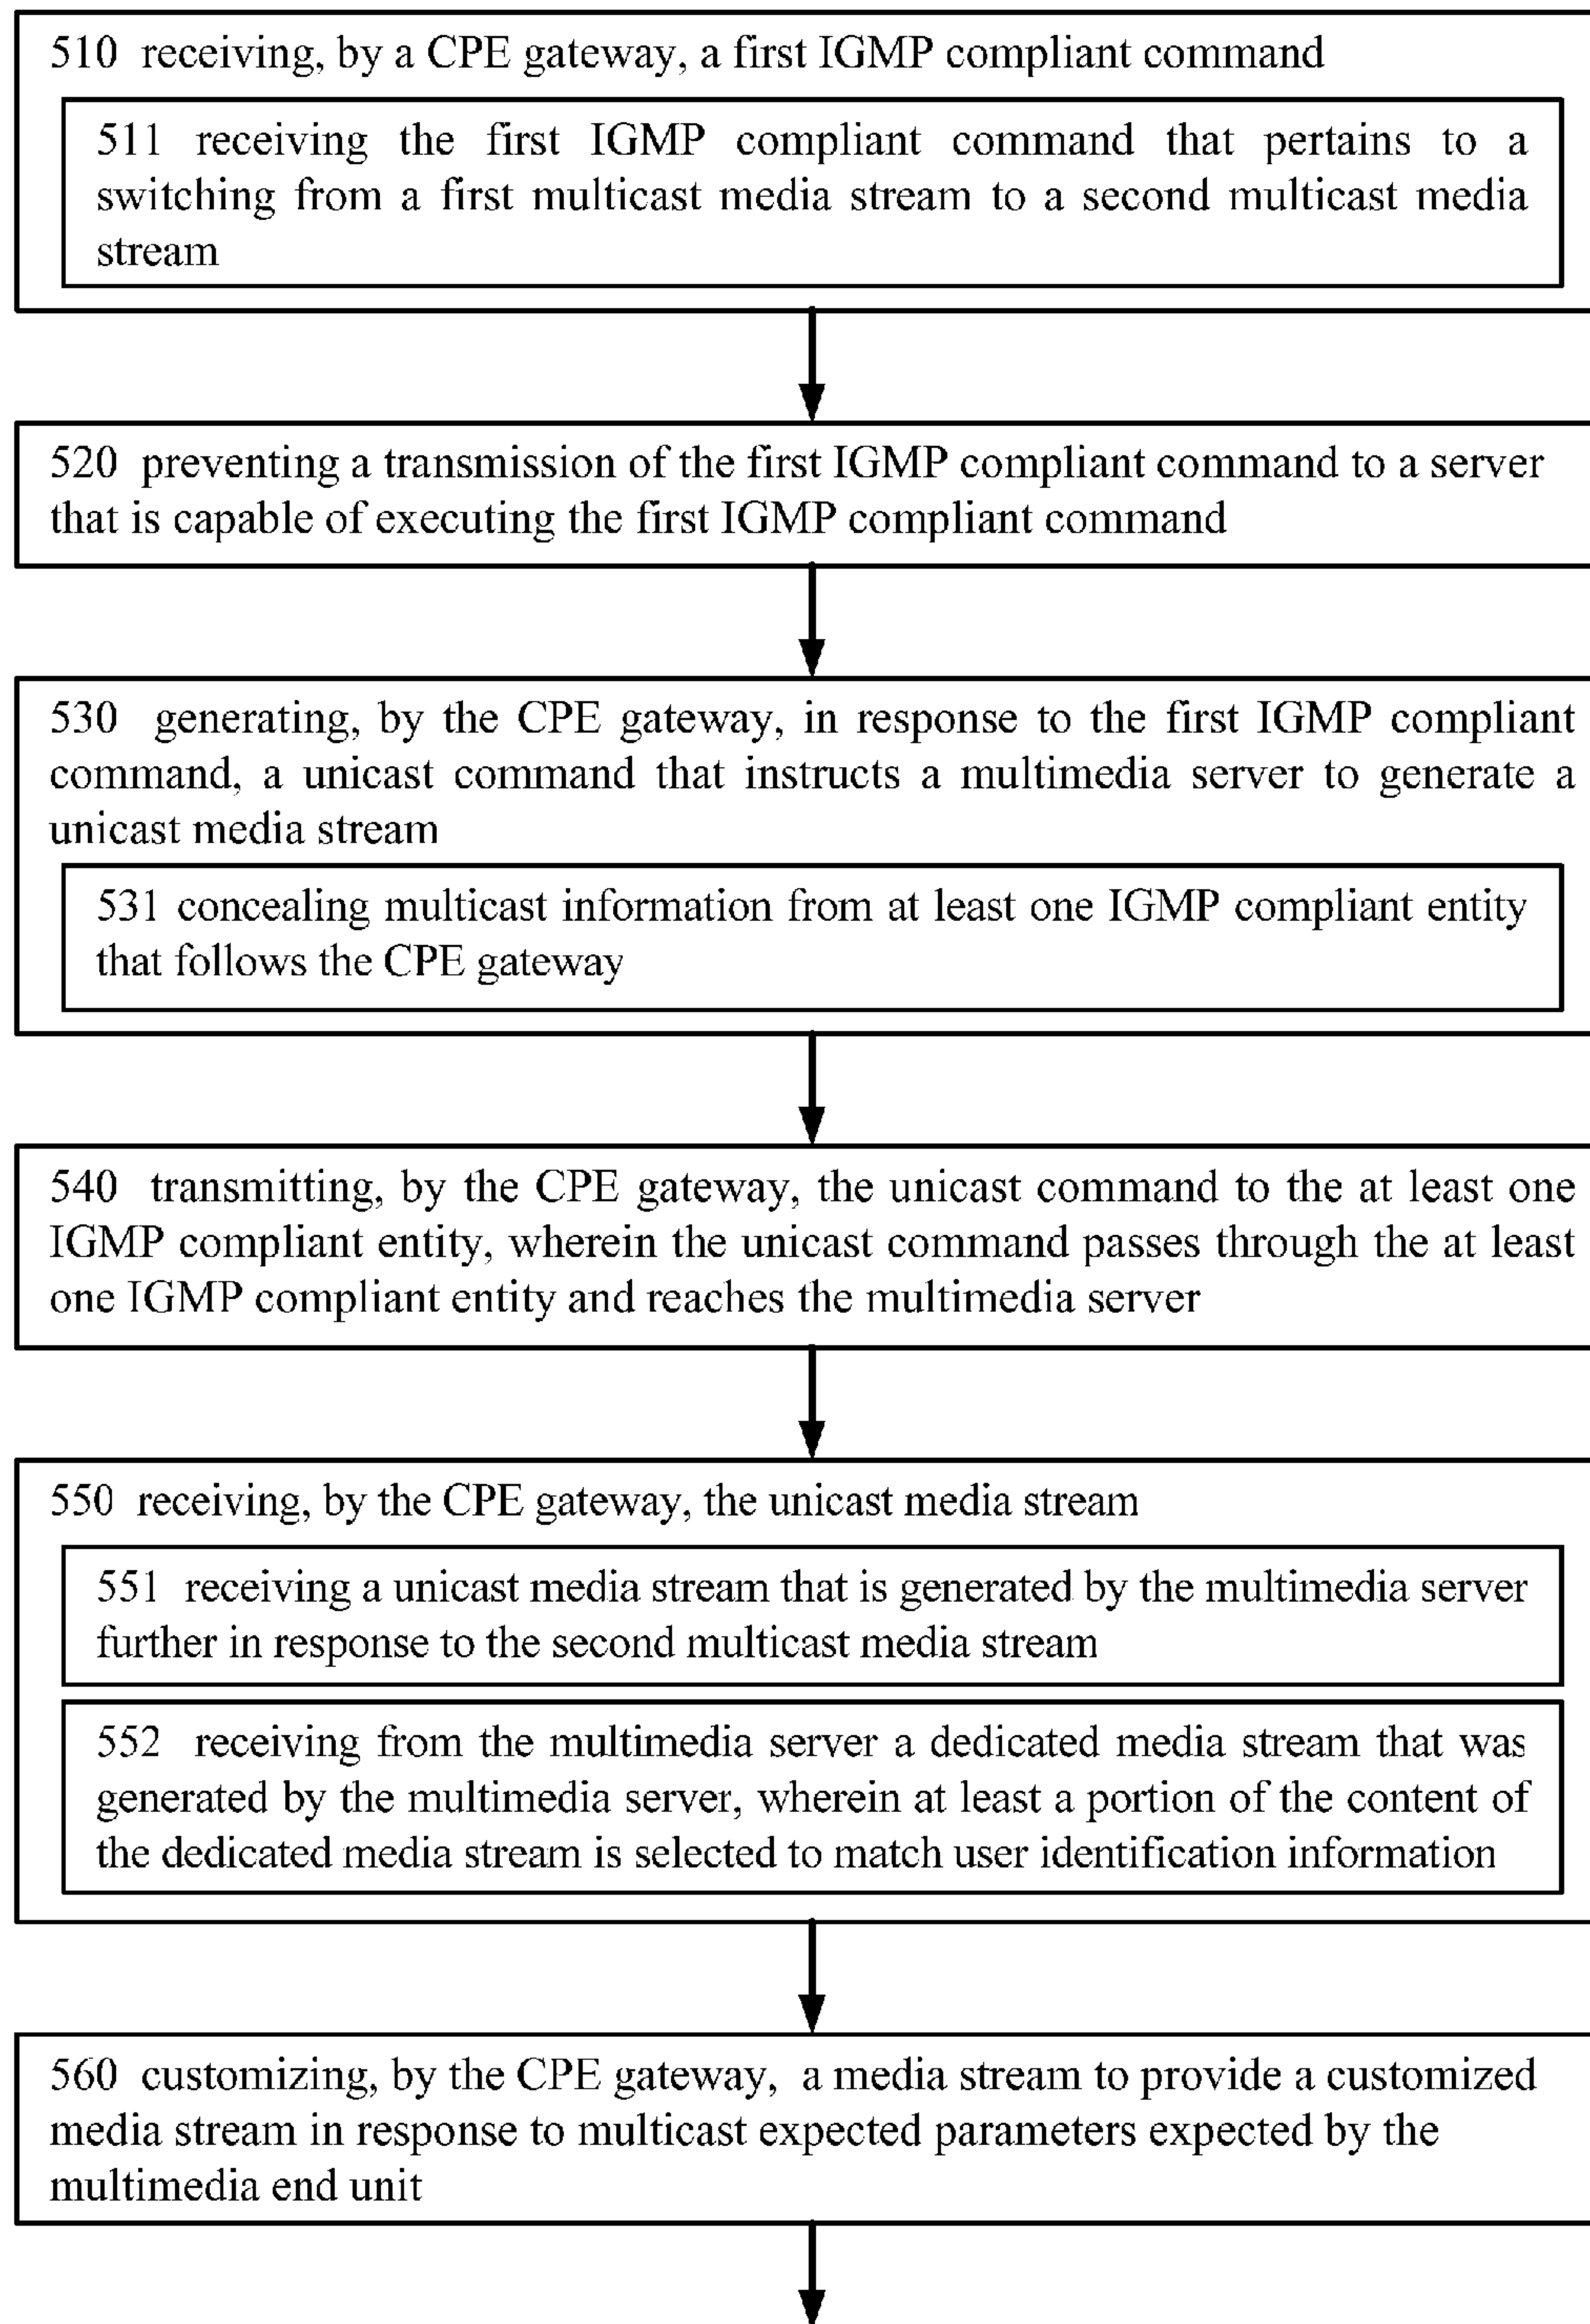 510 receiving, by a CPE gateway, a first IGMP compliant command
511 receiving the first IGMP compliant command that pertains to a
switching from a first multicast media stream to a second multicast media
stream
520 preventing a transmission of the first IGMP compliant command to a server
that is capable of executing the first IGMP compliant command
530 generating, by the CPE gateway, in response to the first IGMP compliant
command, a unicast command that instructs a multimedia server to generate a
unicast media stream
531 concealing multicast information from at least one IGMP compliant entity
that follows the CPE gateway
540 transmitting, by the CPE gateway, the unicast command to the at least one
IGMP compliant entity, wherein the unicast command passes through the at least
one IGMP compliant entity and reaches the multimedia server
550 receiving, by the CPE gateway, the unicast media stream
551 receiving a unicast media stream that is generated by the multimedia server
further in response to the second multicast media stream
552 receiving from the multimedia server a dedicated media stream that was
generated by the multimedia server, wherein at least a portion of the content of
the dedicated media stream is selected to match user identification information
560 customizing, by the CPE gateway, a media stream to provide a customized
media stream in response to multicast expected parameters expected by the
multimedia end unit